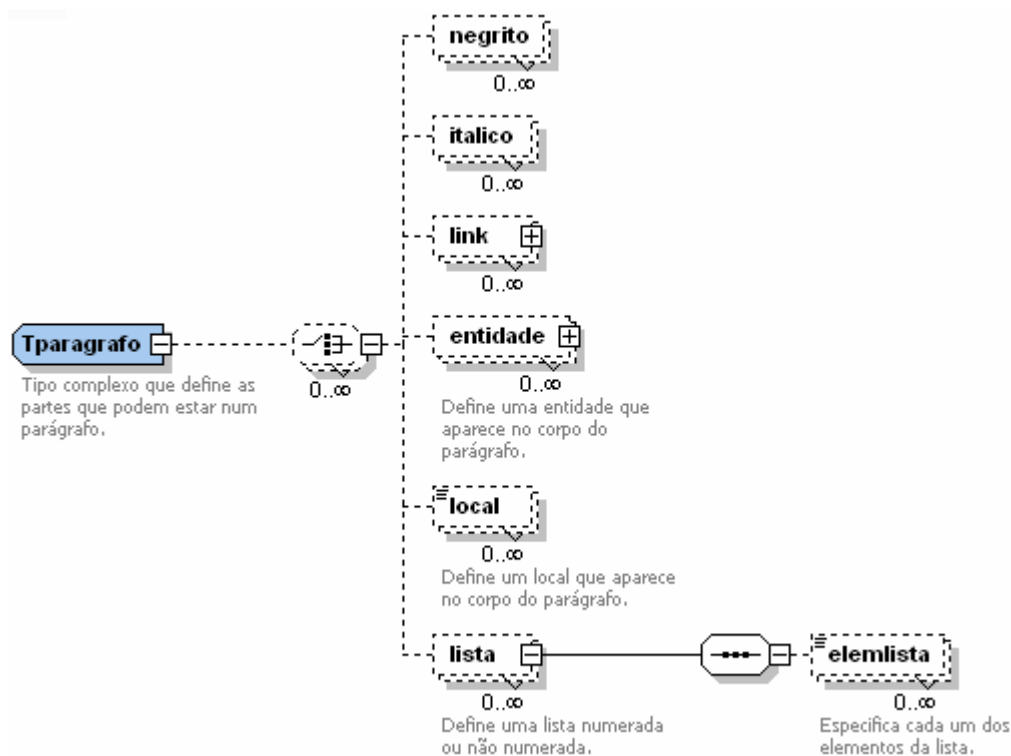 negrito
0..∞
italico
0..∞
link
0..∞
Tparagrafo
0..∞
Tipo complexo que define as
partes que podem estar num
parágrafo.
entidade
0..∞
Define uma entidade que
aparece no corpo do
parágrafo.
local
0..∞
Define um local que aparece
no corpo do parágrafo.
lista
0..∞
Define uma lista numerada
ou não numerada.
elemlista
0..∞
Especifica cada um dos
elementos da lista.